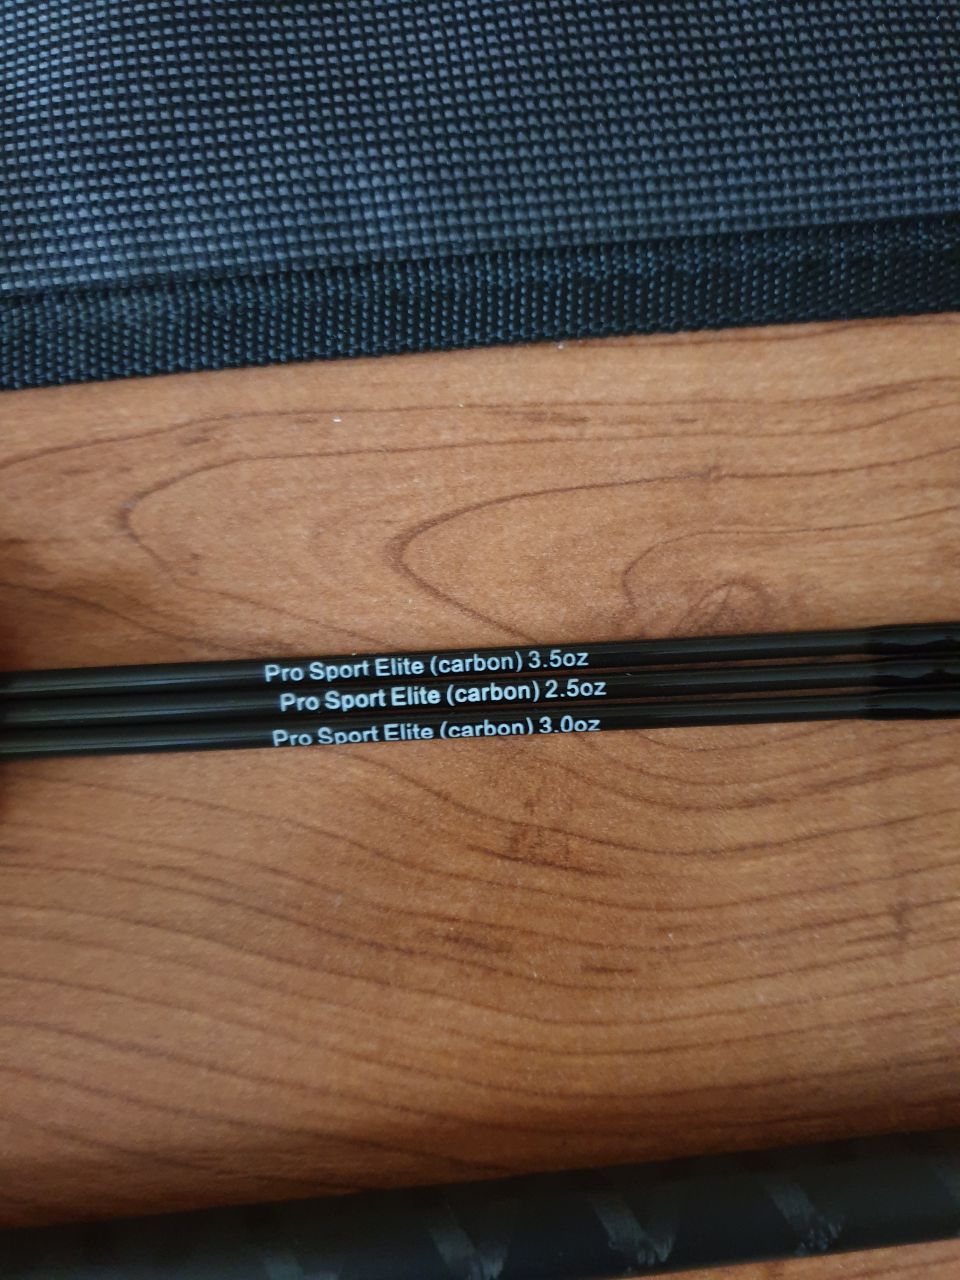 Pro Sport Elite (carbon) 3.5oz
Pro Sport Elite (carbon) 2.5oz
Pro Sport Elite (carbon) 3.0oz